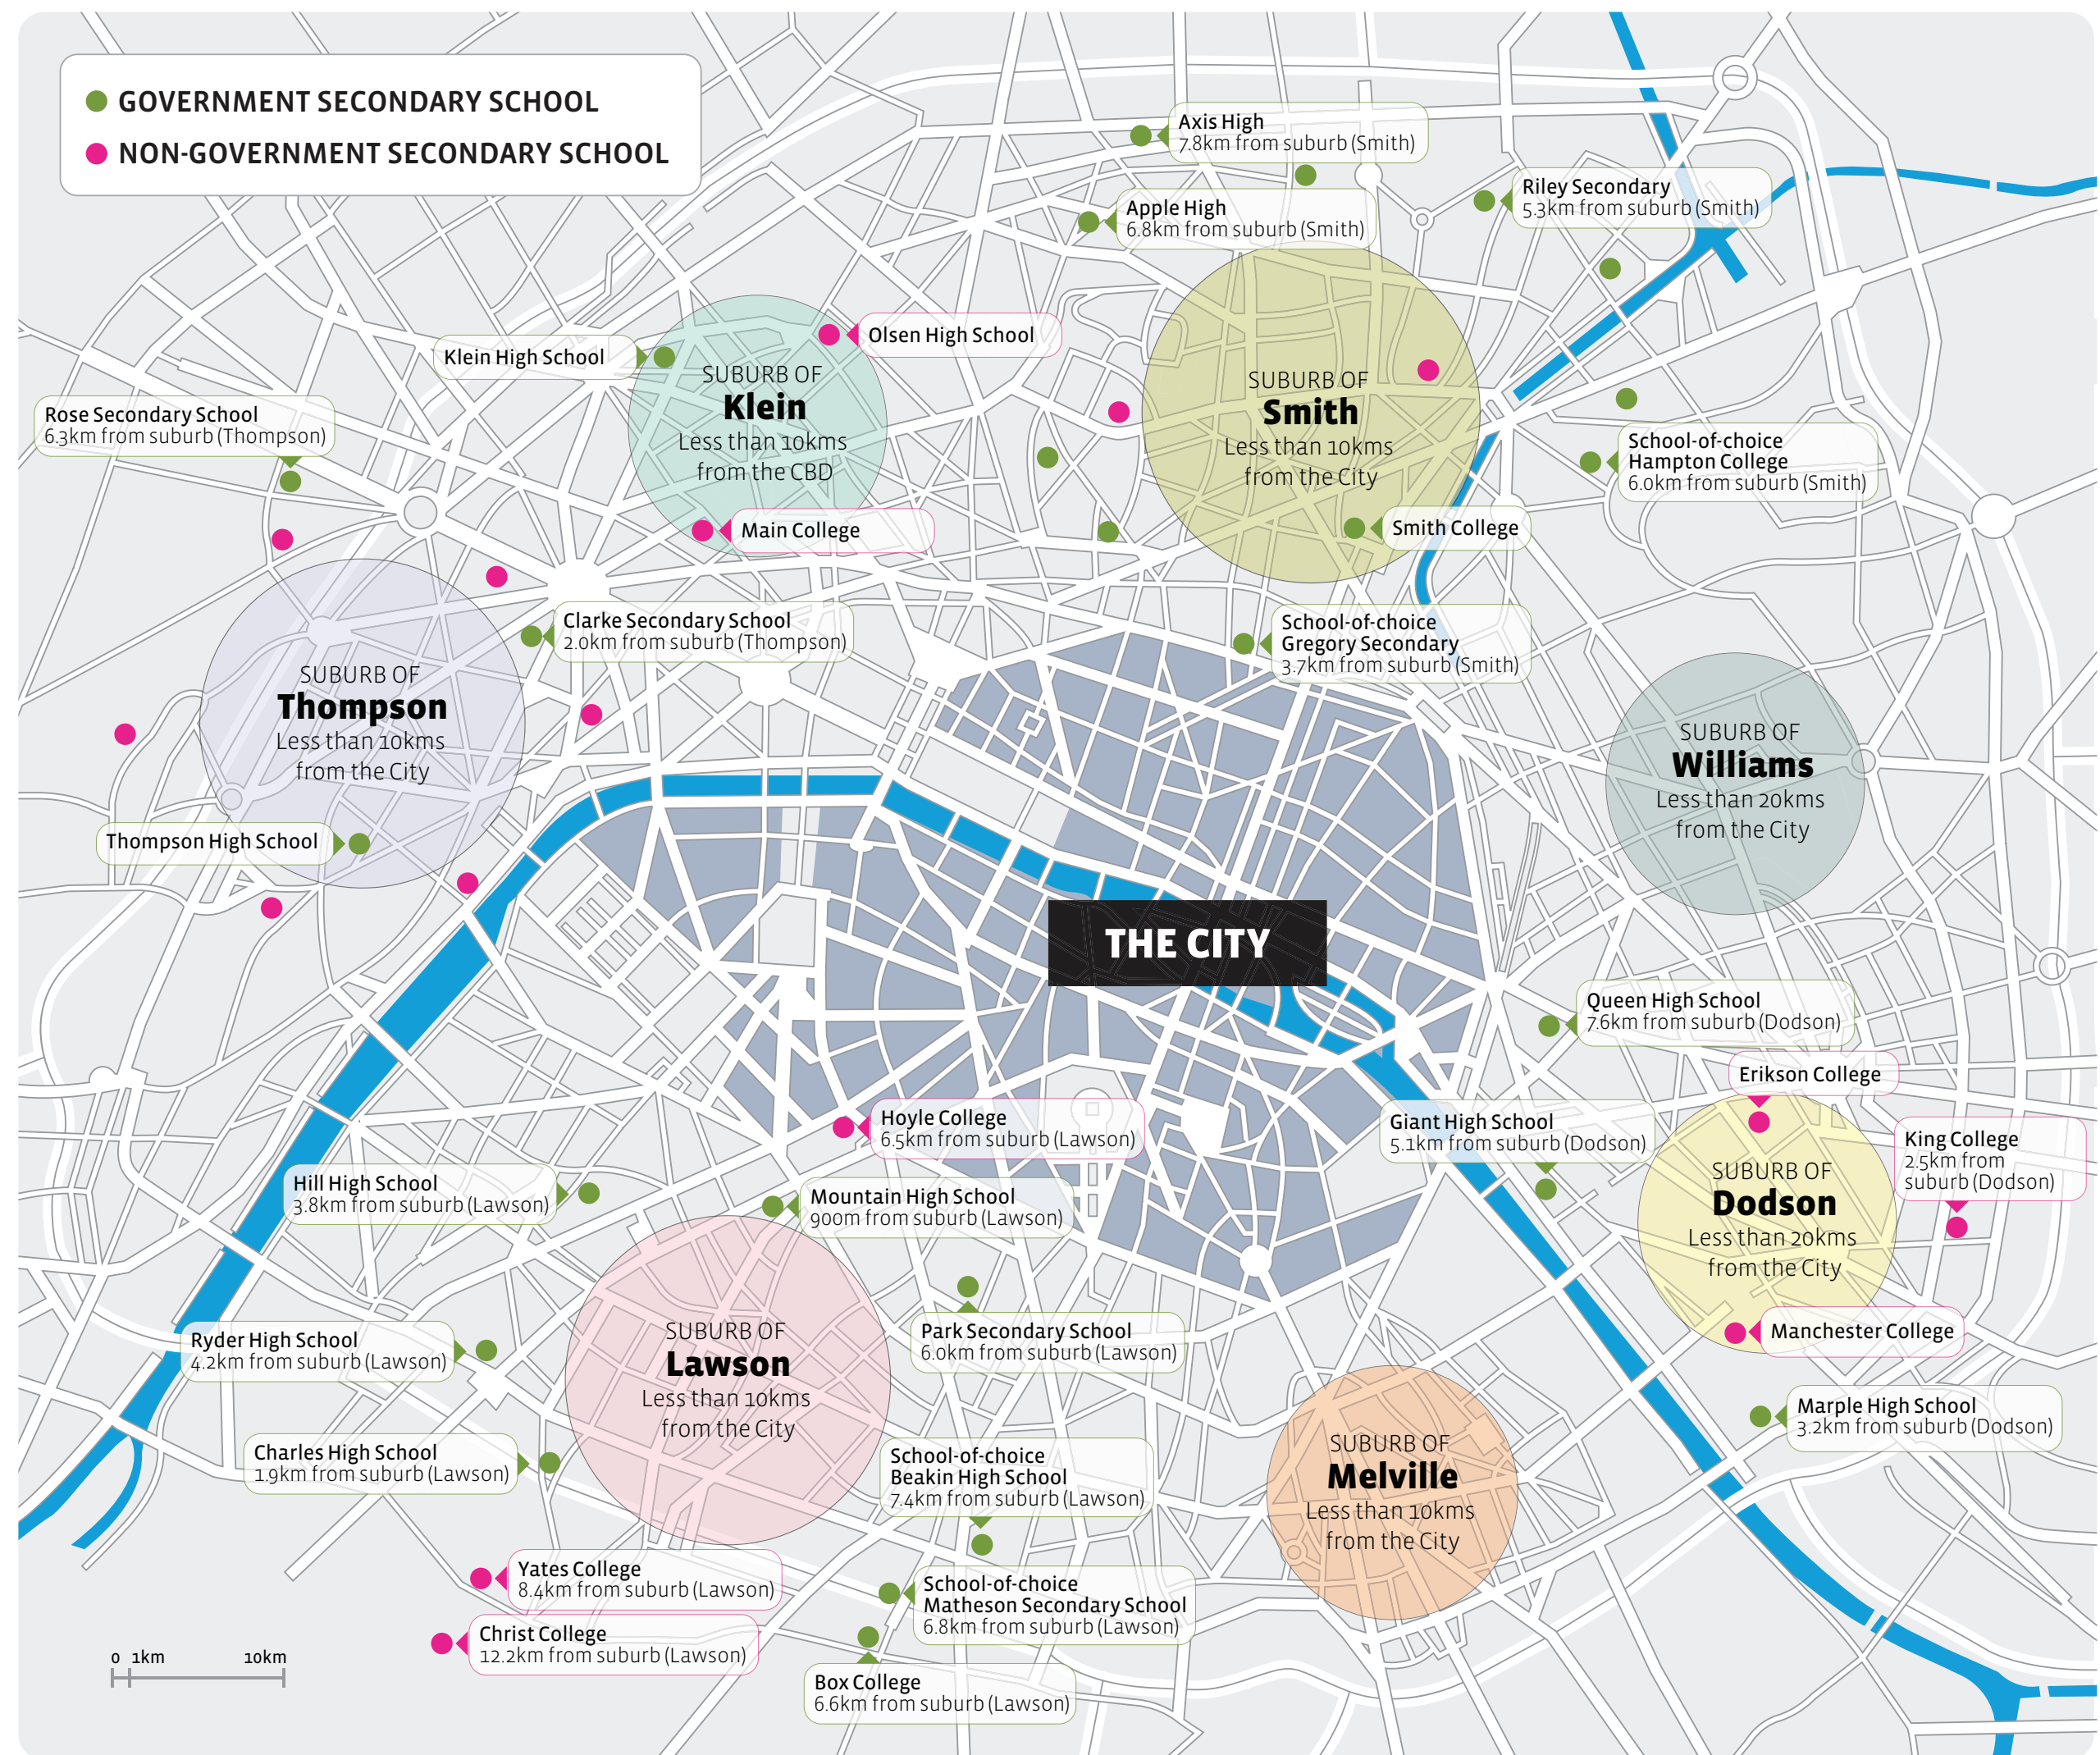 GOVERNMENT SECONDARY SCHOOL
NON-GOVERNMENT SECONDARY SCHOOL
Axis High
7.8km from suburb (Smith)
Apple High
6.8km from suburb (Smith)
Riley Secondary
5.3km from suburb (Smith)
Olsen High School
Klein High School
SUBURB OF
Klein
Less than 10kms
from the CBD
Main College
SUBURB OF
Smith
Less than 10kms
from the City
Smith College
Rose Secondary School
6.3km from suburb (Thompson)
School-of-choice
Hampton College
6.0km from suburb (Smith)
Clarke Secondary School
2.0km from suburb (Thompson)
School-of-choice
Gregory Secondary
3.7km from suburb (Smith)
SUBURB OF
Thompson
Less than 10kms
from the City
Thompson High School
SUBURB OF
Williams
Less than 20kms
from the City
THE CITY
Queen High School
7.6km from suburb (Dodson)
Erikson College
Giant High School
5.1km from suburb (Dodson)
King College
2.5km from
suburb (Dodson)
SUBURB OF
Dodson
Less than 20kms
from the City
Manchester College
Marple High School
3.2km from suburb (Dodson)
Hoyle College
6.5km from suburb (Lawson)
Hill High School
3.8km from suburb (Lawson)
Mountain High School
900m from suburb (Lawson)
Park Secondary School
6.0km from suburb (Lawson)
Ryder High School
4.2km from suburb (Lawson)
SUBURB OF
Lawson
Less than 10kms
from the City
Charles High School
1.9km from suburb (Lawson)
School-of-choice
Beakin High School
7.4km from suburb (Lawson)
SUBURB OF
Melville
Less than 10kms
from the City
Yates College
8.4km from suburb (Lawson)
School-of-choice
Matheson Secondary School
6.8km from suburb (Lawson)
Christ College
12.2km from suburb (Lawson)
Box College
6.6km from suburb (Lawson)
0 1km 10km